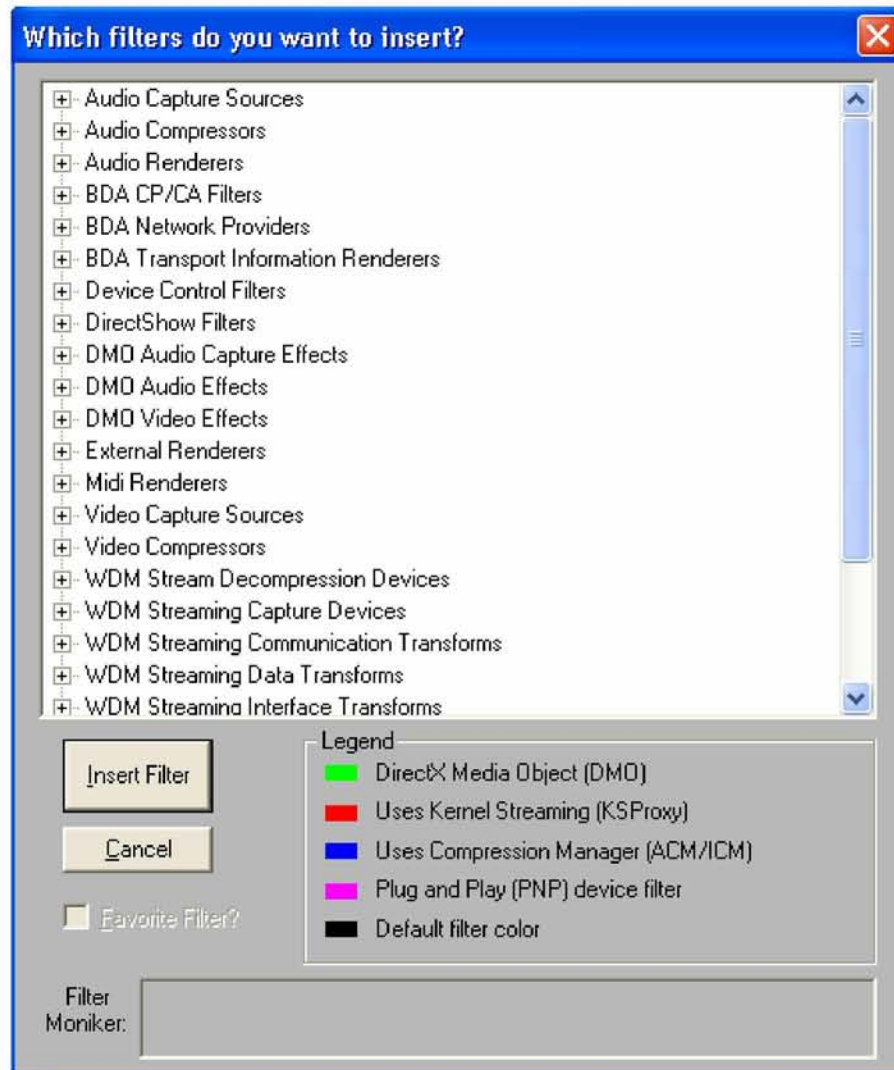 Which filters do you want to insert?
Audio Capture Sources
Audio Compressors
Audio Renderers
BDA CP/CA Filters
BDA Network Providers
BDA Transport Information Renderers
Device Control Filters
DirectShow Filters
DMO Audio Capture Effects
DMO Audio Effects
DMO Video Effects
External Renderers
Midi Renderers
Video Capture Sources
Video Compressors
WDM Stream Decompression Devices
WDM Streaming Capture Devices
WDM Streaming Communication Transforms
WDM Streaming Data Transforms
WDM Streaming Interface Transforms
Insert Filter
Cancel
Favorite Filter?
Legend
DirectX Media Object (DMO)
Uses Kernel Streaming (KSProxy)
Uses Compression Manager (ACM/ICM)
Plug and Play (PNP) device filter
Default filter color
Filter
Moniker: